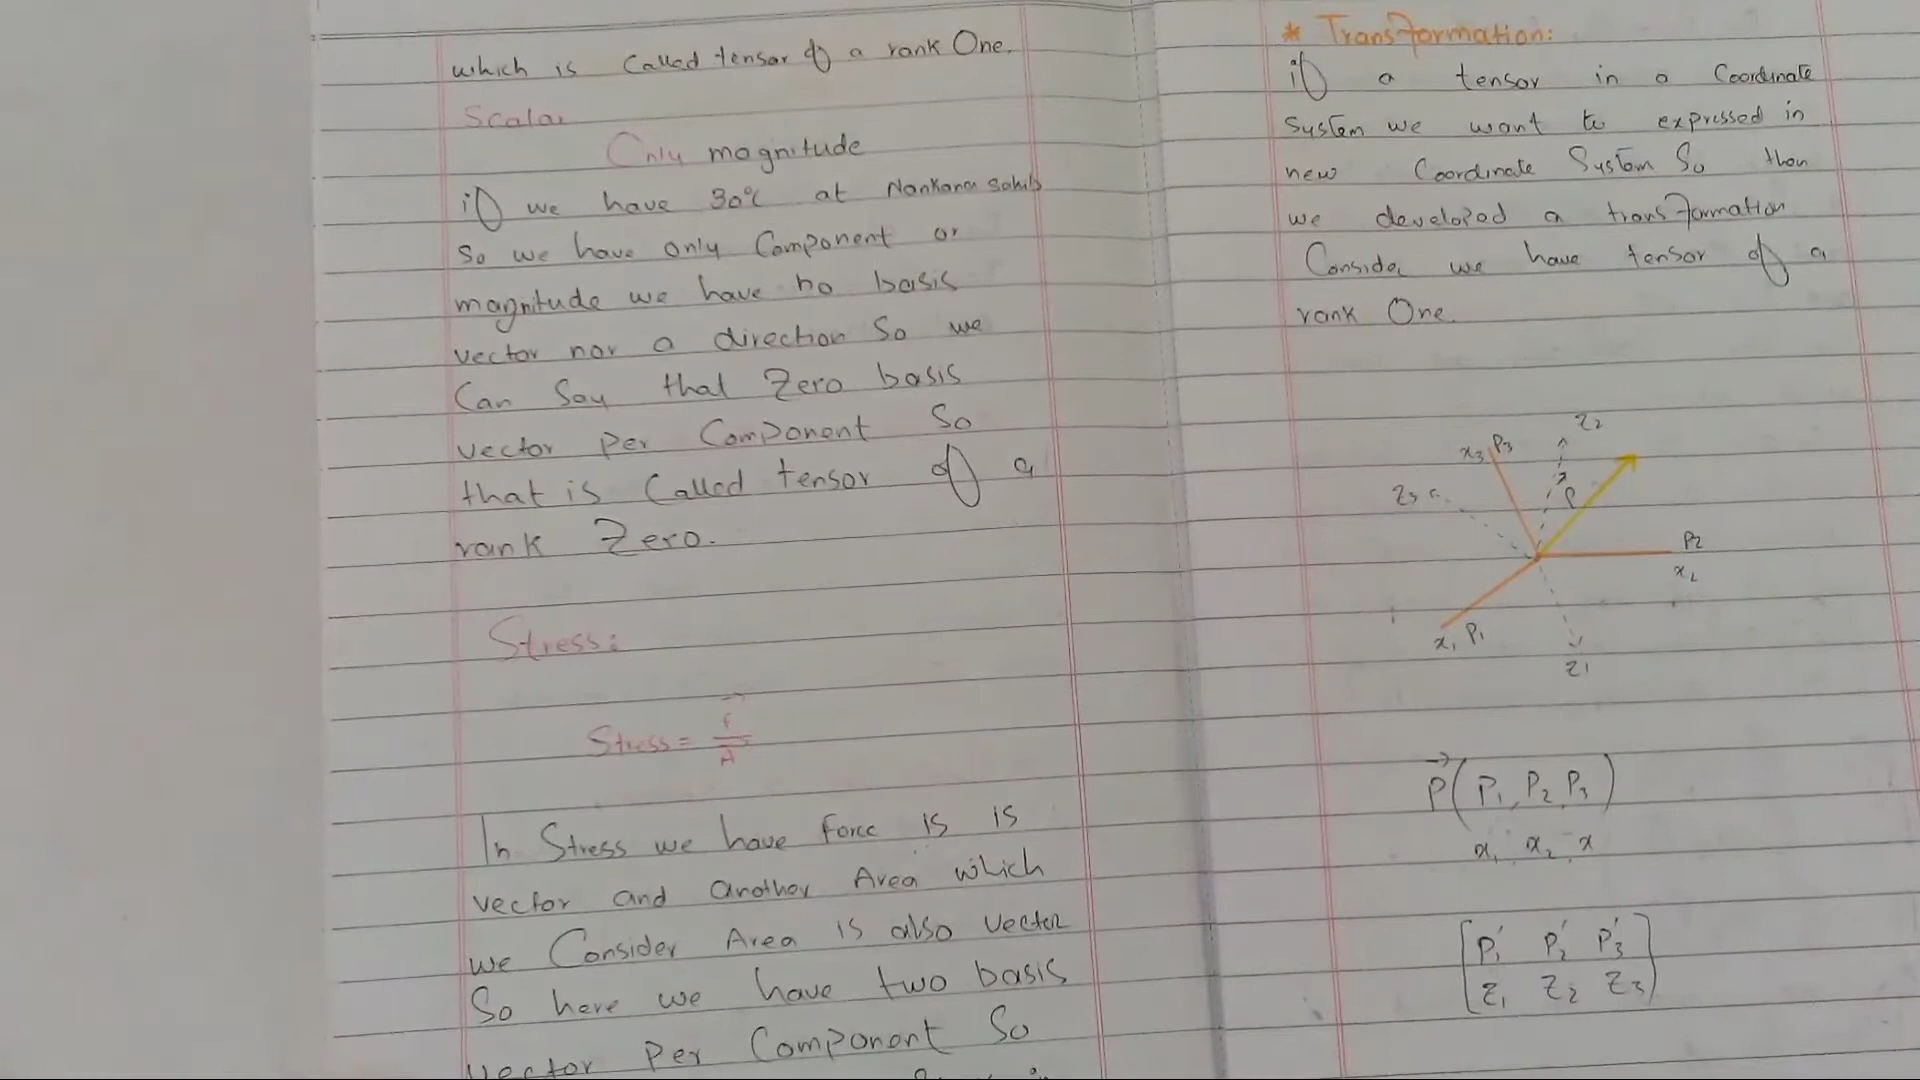 which is Called tensor of a rank One.
Scalar
Only magnitude
if we have 30°C at Nankana Sahib
So we have only Component or
magnitude we have no basis
vector nor a direction So we
Can Say that Zero basis
vector Per Component So
that is Called tensor of a
rank Zero.
Stress:
Stress = F/A
In Stress we have force is is
vector and another Area which
we Consider Area is also vector
So here we have two basis
vector Per Component So
* Transformation:
if a tensor in a Coordinate
System we want to expressed in
new Coordinate System So then
we developed a transformation
Consider we have tensor of a
rank One.
z2
x3 P3
z3
P
P2
x2
x1 P1
z1
P(P1, P2, P3)
x1, x2, x
[P1' P2' P3'
z1 z2 z3]